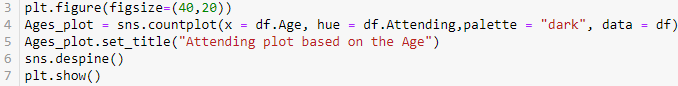 3 plt.figure(figsize=(40,20))
4 Ages_plot = sns.countplot(x = df.Age, hue = df.Attending,palette = "dark", data = df)
5 Ages_plot.set_title("Attending plot based on the Age")
6 sns.despine()
7 plt.show()